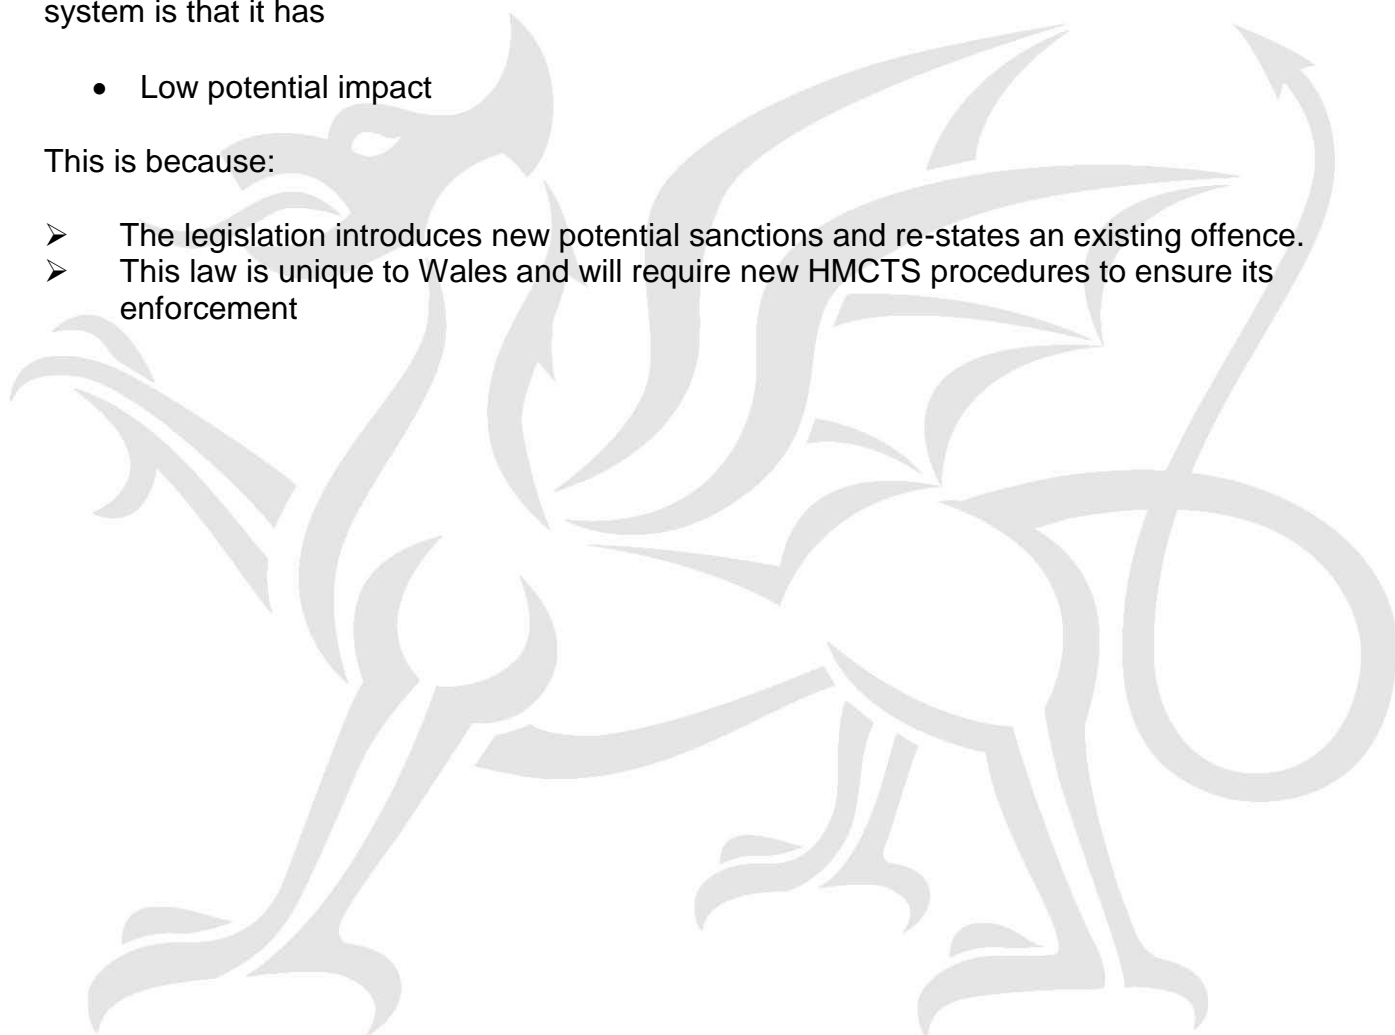 system is that it has
• Low potential impact
This is because:
➢ The legislation introduces new potential sanctions and re-states an existing offence.
➢ This law is unique to Wales and will require new HMCTS procedures to ensure its
enforcement